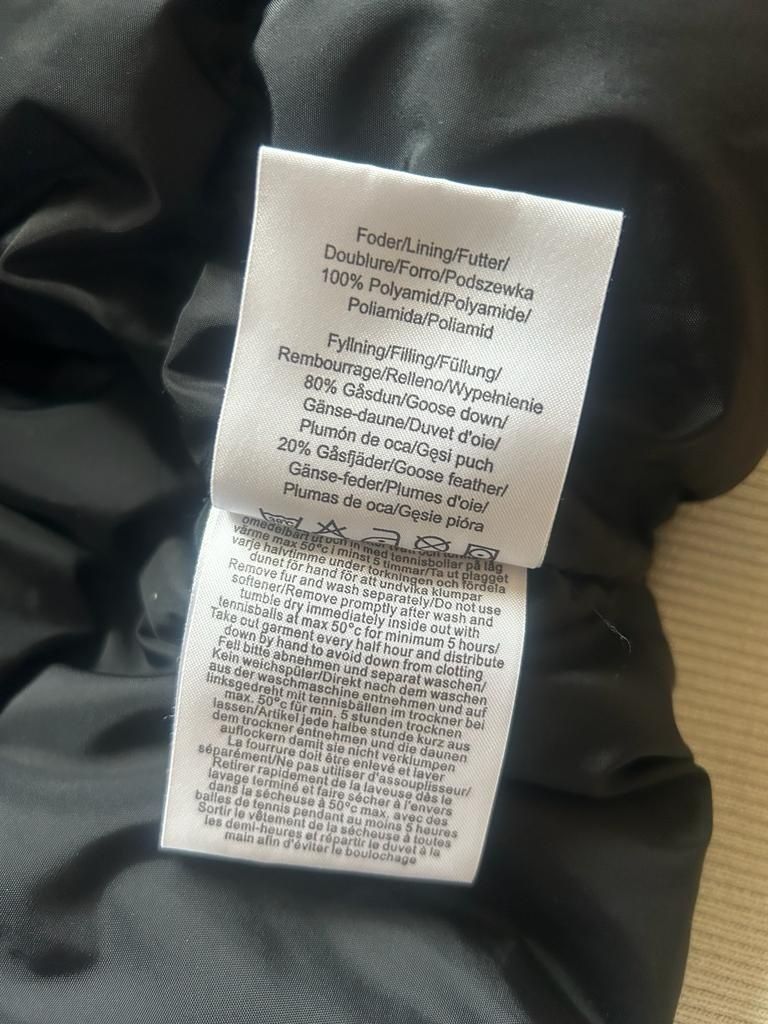 Foder/Lining/Futter/
Doublure/Forro/Podszewka
100% Polyamid/Polyamide/
Poliamida/Poliamid
Fyllning/Filling/Füllung/
Rembourrage/Relleno/Wypełnienie
80% Gåsdun/Goose down/
Gänse-daune/Duvet d'oie/
Plumón de oca/Gęsi puch
20% Gåsfjäder/Goose feather/
Gänse-feder/Plumes d'oie/
Plumas de oca/Gęsie pióra
omedelbart ut och in med tennisbollar på låg
värme max 50°c i minst 5 timmar/Ta ut plagget
varje halvtimme under torkningen och fördela
dunet för hand för att undvika klumpar
Remove fur and wash separately/Do not use
softener/Remove promptly after wash and
tumble dry immediately inside out with
tennisballs at max 50°c for minimum 5 hours/
Take out garment every half hour and distribute
down by hand to avoid down from clotting
Fell bitte abnehmen und separat waschen/
Kein weichspüler/Direkt nach dem waschen
aus der waschmaschine entnehmen und auf
linksgedreht mit tennisbällen im trockner bei
max. 50°c für min. 5 stunden trocknen
lassen/Artikel jede halbe stunde kurz aus
dem trockner entnehmen und die daunen
auflockern damit sie nicht verklumpen
La fourrure doit être enlevé et laver
séparément/Ne pas utiliser d'assouplisseur/
Retirer rapidement de la laveuse dès le
lavage terminé et faire sécher à l'envers
dans la sécheuse à 50°c max, avec des
balles de tennis pendant au moins 5 heures
Sortir le vêtement de la sécheuse à toutes
les demi-heures et répartir le duvet à la
main afin d'éviter le boulochage